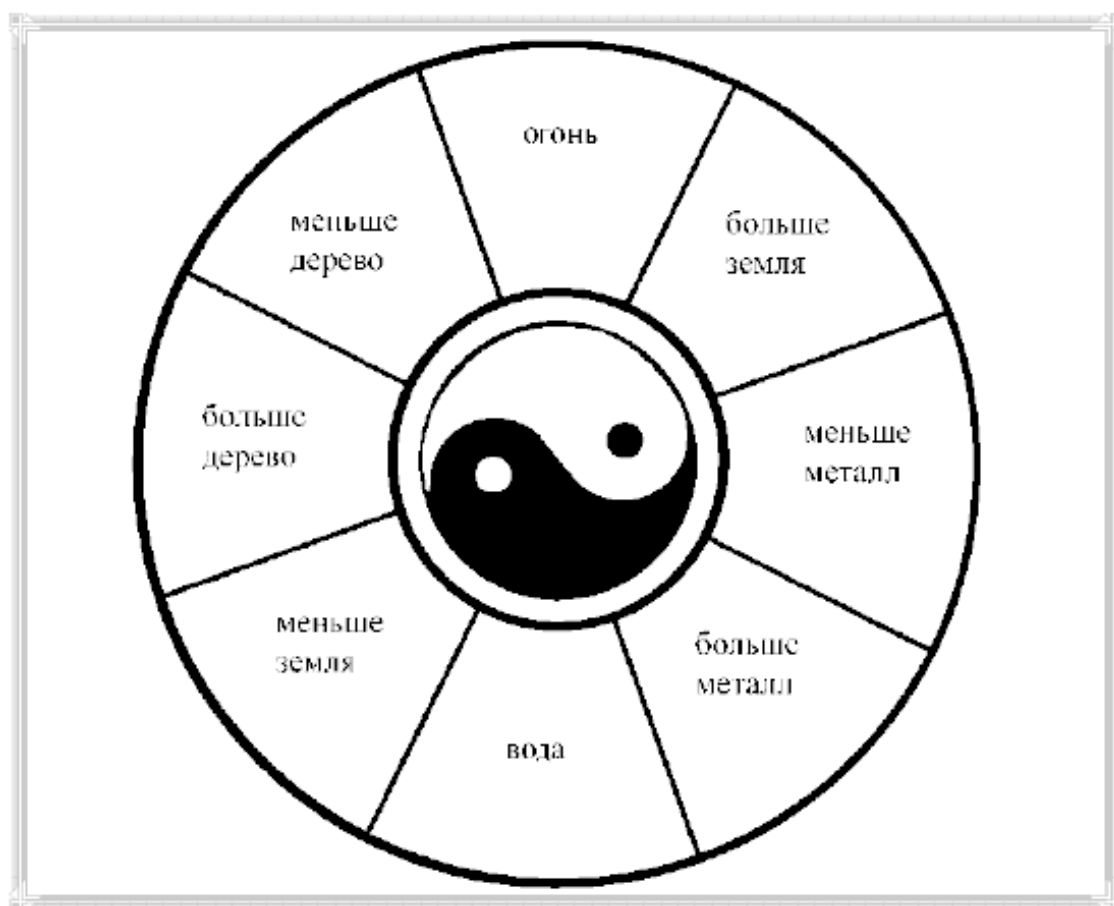 огонь
больше
земля
меньше
металл
больше
металл
вода
меньше
земля
больше
дерево
меньше
дерево